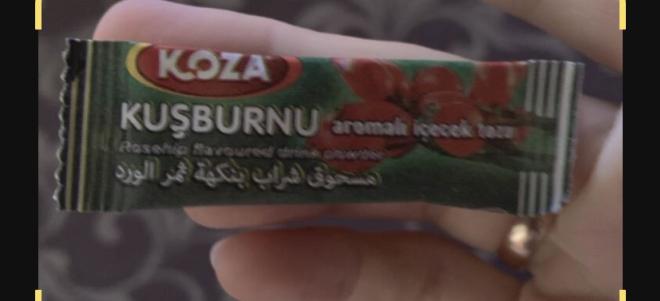 KOZA
KUŞBURNU aromalı içecek tozu
Rosehip flavoured drink powder
مسحوق شراب بنكهة ثمر الورد